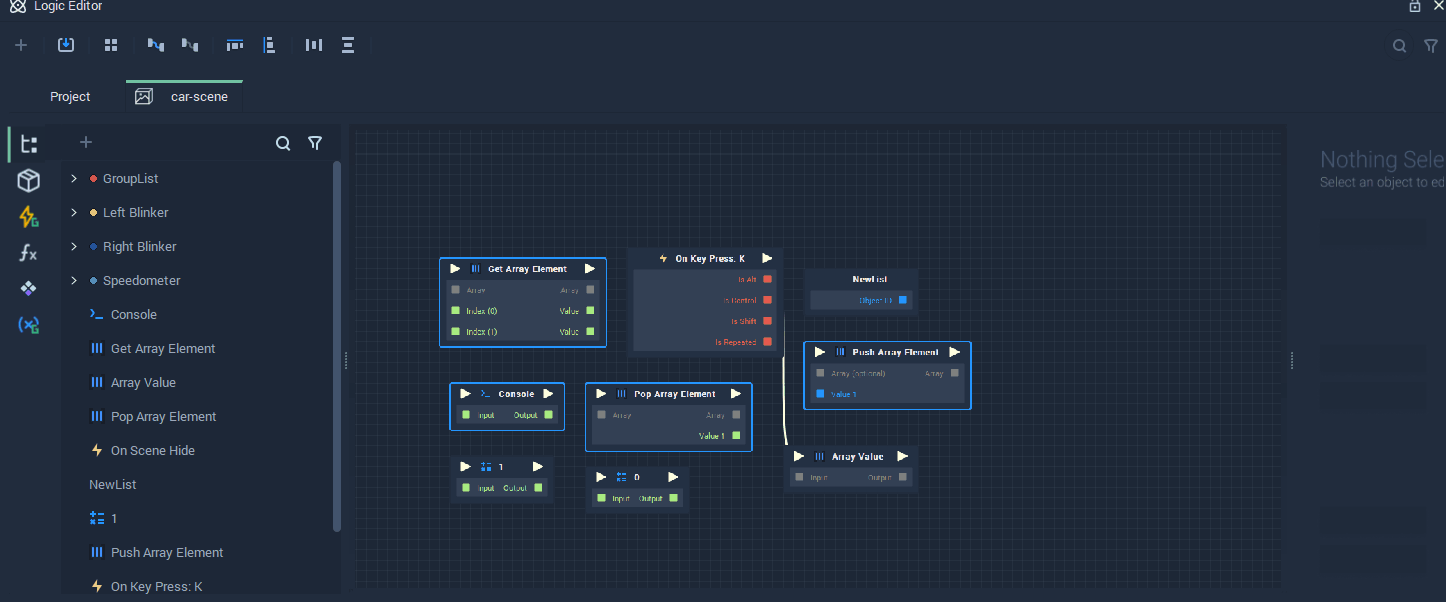 Logic Editor
Project
car-scene
GroupList
Left Blinker
Right Blinker
Speedometer
Console
Get Array Element
Array Value
Pop Array Element
On Scene Hide
NewList
1
Push Array Element
On Key Press: K
Get Array Element
Array Array
Index (0) Value
Index (1) Value
On Key Press: K
Is Alt
Is Control
Is Shift
Is Repeated
NewList
Object ID
Push Array Element
Array (optional) Array
Value 1
Console
Input Output
Pop Array Element
Array Array
Value 1
1
Input Output
0
Input Output
Array Value
Input Output
Nothing Sele
Select an object to ed